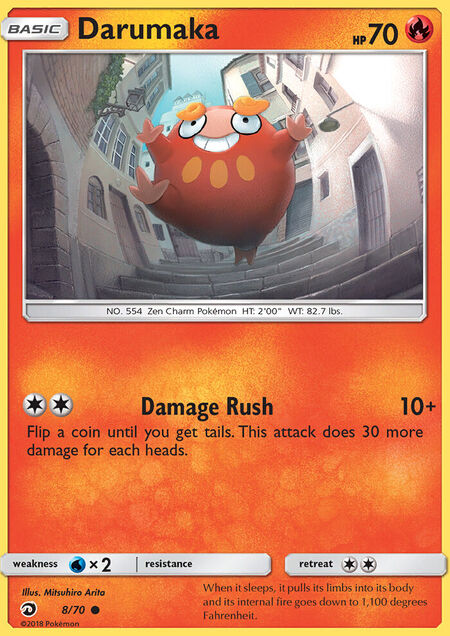 BASIC Darumaka HP 70
NO. 554 Zen Charm Pokémon HT: 2'00" WT: 82.7 lbs.
Damage Rush 10+
Flip a coin until you get tails. This attack does 30 more
damage for each heads.
weakness ×2 resistance retreat
Illus. Mitsuhiro Arita
8/70
©2018 Pokémon
When it sleeps, it pulls its limbs into its body
and its internal fire goes down to 1,100 degrees
Fahrenheit.